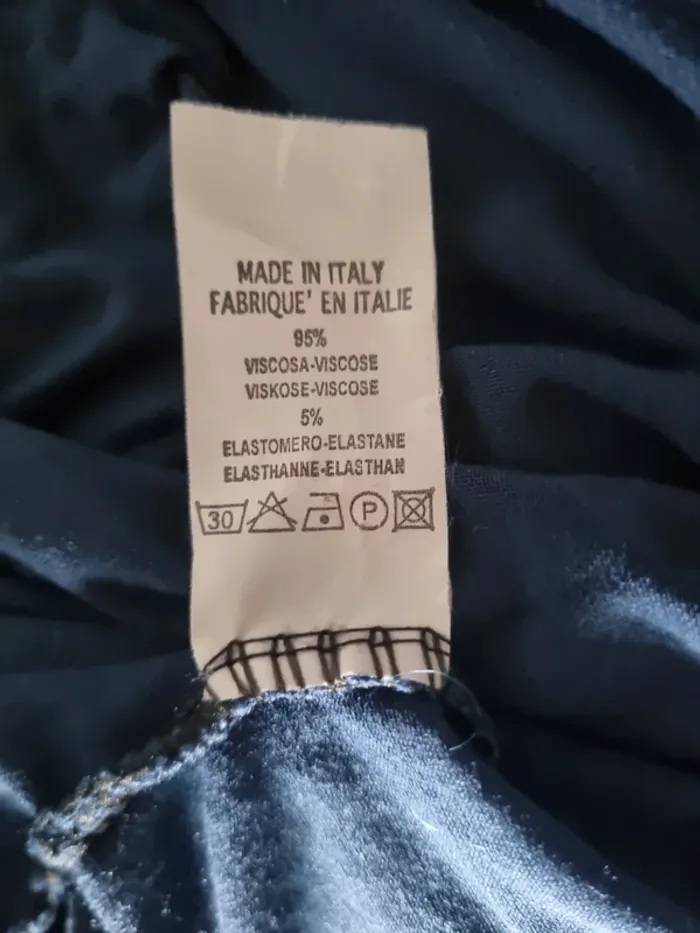 MADE IN ITALY
FABRIQUE' EN ITALIE
95%
VISCOSA-VISCOSE
VISKOSE-VISCOSE
5%
ELASTOMERO-ELASTANE
ELASTHANNE-ELASTHAN
30 P